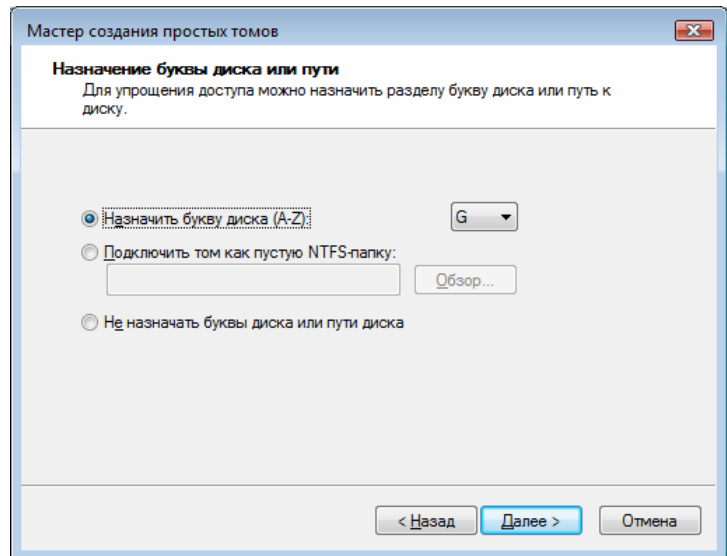 Мастер создания простых томов
Назначение буквы диска или пути
Для упрощения доступа можно назначить разделу букву диска или путь к
диску.
Назначить букву диска (A-Z): G
Подключить том как пустую NTFS-папку:
Обзор...
Не назначать буквы диска или пути диска
< Назад Далее > Отмена